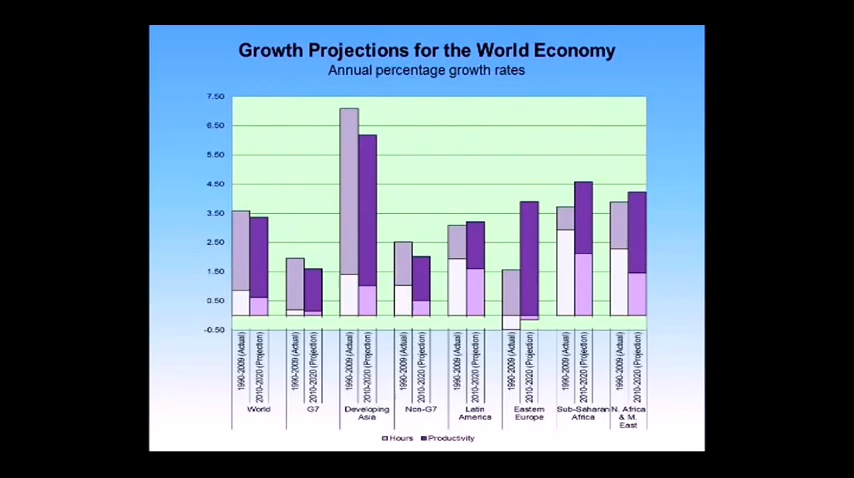 Growth Projections for the World Economy
Annual percentage growth rates
7.50
6.50
5.50
4.50
3.50
2.50
1.50
0.50
-0.50
1990-2009 (Actual)
2010-2020 (Projection)
1990-2009 (Actual)
2010-2020 (Projection)
1990-2009 (Actual)
2010-2020 (Projection)
1990-2009 (Actual)
2010-2020 (Projection)
1990-2009 (Actual)
2010-2020 (Projection)
1990-2009 (Actual)
2010-2020 (Projection)
1990-2009 (Actual)
2010-2020 (Projection)
1990-2009 (Actual)
2010-2020 (Projection)
World
G7
Developing
Asia
Non-G7
Latin
America
Eastern
Europe
Sub-Saharan
Africa
N. Africa
& M.
East
Hours
Productivity